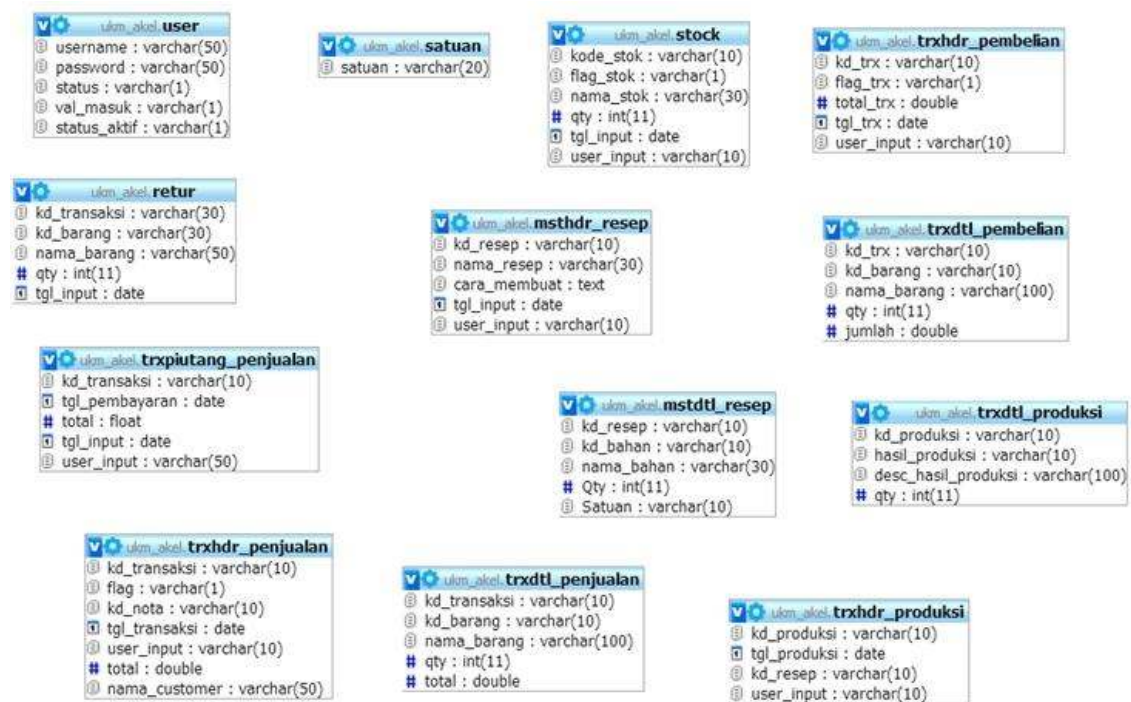 ukm_akel.user
username : varchar(50)
password : varchar(50)
status : varchar(1)
val_masuk : varchar(1)
status_aktif : varchar(1)
ukm_akel.satuan
satuan : varchar(20)
ukm_akel.stock
kode_stok : varchar(10)
flag_stok : varchar(1)
nama_stok : varchar(30)
# qty : int(11)
tgl_input : date
user_input : varchar(10)
ukm_akel.trxhdr_pembelian
kd_trx : varchar(10)
flag_trx : varchar(1)
# total_trx : double
tgl_trx : date
user_input : varchar(10)
ukm_akel.retur
kd_transaksi : varchar(30)
kd_barang : varchar(30)
nama_barang : varchar(50)
# qty : int(11)
tgl_input : date
ukm_akel.msthdr_resep
kd_resep : varchar(10)
nama_resep : varchar(30)
cara_membuat : text
tgl_input : date
user_input : varchar(10)
ukm_akel.trxdtl_pembelian
kd_trx : varchar(10)
kd_barang : varchar(10)
nama_barang : varchar(100)
# qty : int(11)
# jumlah : double
ukm_akel.trxpiutang_penjualan
kd_transaksi : varchar(10)
tgl_pembayaran : date
# total : float
tgl_input : date
user_input : varchar(50)
ukm_akel.mstdtl_resep
kd_resep : varchar(10)
kd_bahan : varchar(10)
nama_bahan : varchar(30)
# Qty : int(11)
Satuan : varchar(10)
ukm_akel.trxdtl_produksi
kd_produksi : varchar(10)
hasil_produksi : varchar(10)
desc_hasil_produksi : varchar(100)
# qty : int(11)
ukm_akel.trxhdr_penjualan
kd_transaksi : varchar(10)
flag : varchar(1)
kd_nota : varchar(10)
tgl_transaksi : date
user_input : varchar(10)
# total : double
nama_customer : varchar(50)
ukm_akel.trxdtl_penjualan
kd_transaksi : varchar(10)
kd_barang : varchar(10)
nama_barang : varchar(100)
# qty : int(11)
# total : double
ukm_akel.trxhdr_produksi
kd_produksi : varchar(10)
tgl_produksi : date
kd_resep : varchar(10)
user_input : varchar(10)